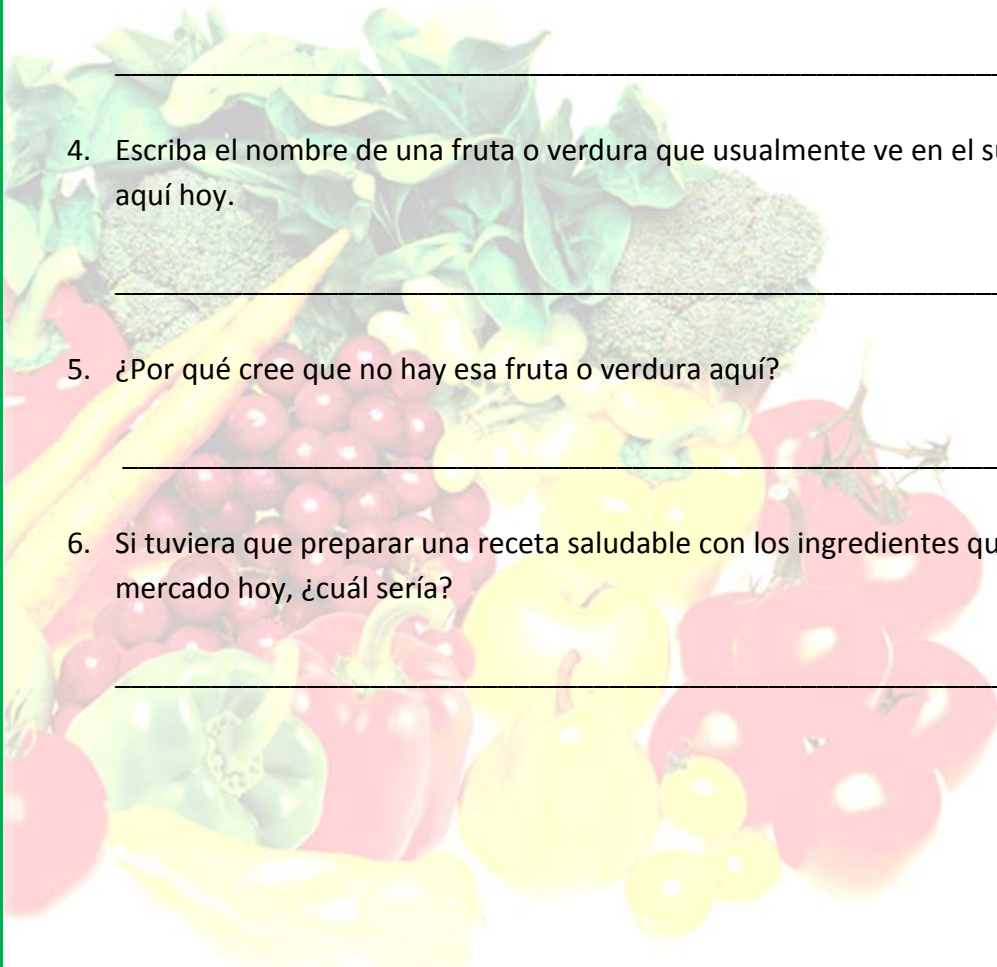 4. Escriba el nombre de una fruta o verdura que usualmente ve en el
aquí hoy.
5. ¿Por qué cree que no hay esa fruta o verdura aquí?
6. Si tuviera que preparar una receta saludable con los ingredientes
mercado hoy, ¿cuál sería?